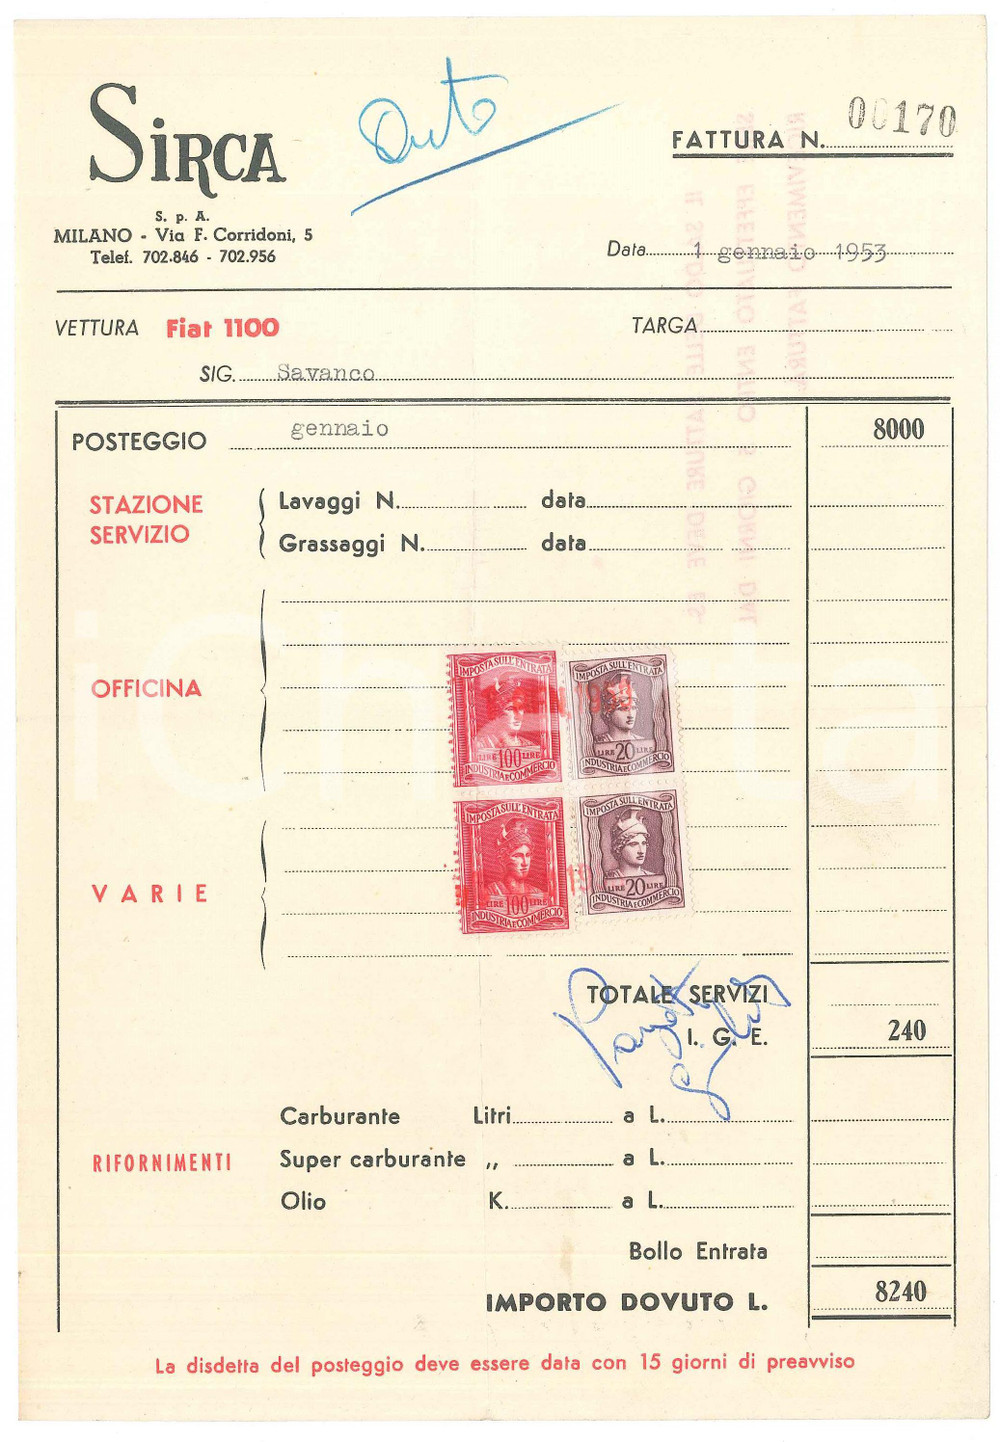 SIRCA
Auto
FATTURA N. 00170
S. p. A.
MILANO - Via F. Corridoni, 5
Telef. 702.846 - 702.956
Data 1 gennaio 1953
VETTURA Fiat 1100 TARGA
SIG. Savanco
POSTEGGIO gennaio 8000
STAZIONE SERVIZIO
Lavaggi N. data
Grassaggi N. data
OFFICINA
IMPOSTA SULL'ENTRATA
LIRE 100 LIRE
INDUSTRIA E COMMERCIO
IMPOSTA SULL'ENTRATA
LIRE 20 LIRE
INDUSTRIA E COMMERCIO
VARIE
IMPOSTA SULL'ENTRATA
LIRE 100 LIRE
INDUSTRIA E COMMERCIO
IMPOSTA SULL'ENTRATA
LIRE 20 LIRE
INDUSTRIA E COMMERCIO
TOTALE SERVIZI
I. G. E. 240
RIFORNIMENTI
Carburante Litri a L.
Super carburante ,, a L.
Olio K. a L.
Bollo Entrata
IMPORTO DOVUTO L. 8240
La disdetta del posteggio deve essere data con 15 giorni di preavviso